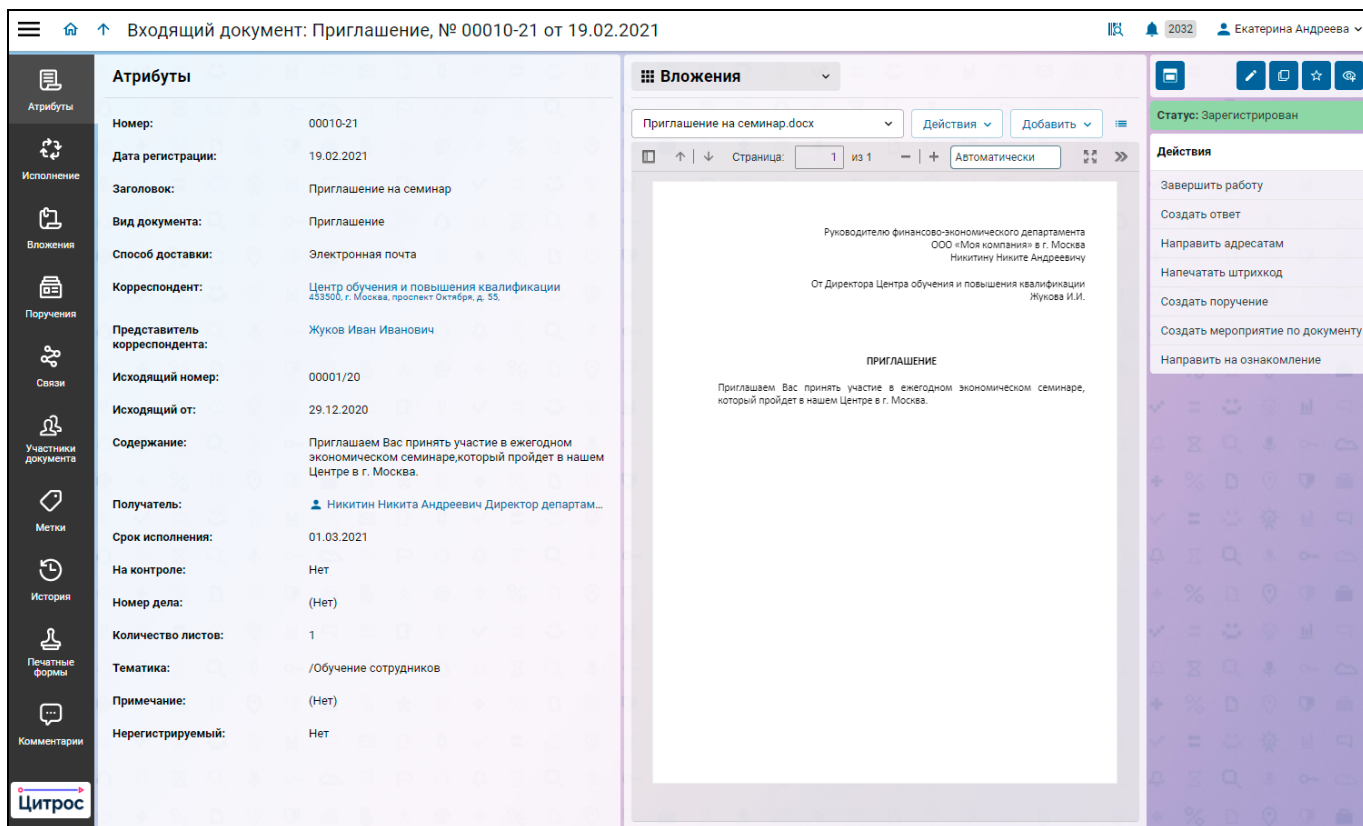 Входящий документ: Приглашение, № 00010-21 от 19.02.2021
2032
Екатерина Андреева
Атрибуты
Исполнение
Вложения
Поручения
Связи
Участники
документа
Метки
История
Печатные
формы
Комментарии
Цитрос
Атрибуты
Номер: 00010-21
Дата регистрации: 19.02.2021
Заголовок: Приглашение на семинар
Вид документа: Приглашение
Способ доставки: Электронная почта
Корреспондент: Центр обучения и повышения квалификации
453500, г. Москва, проспект Октября, д. 55,
Представитель
корреспондента:
Жуков Иван Иванович
Исходящий номер: 00001/20
Исходящий от: 29.12.2020
Содержание: Приглашаем Вас принять участие в ежегодном
экономическом семинаре,который пройдет в нашем
Центре в г. Москва.
Получатель: Никитин Никита Андреевич Директор департам...
Срок исполнения: 01.03.2021
На контроле: Нет
Номер дела: (Нет)
Количество листов: 1
Тематика: /Обучение сотрудников
Примечание: (Нет)
Нерегистрируемый: Нет
Вложения
Приглашение на семинар.docx
Действия
Добавить
Страница: 1 из 1
Автоматически
Руководителю финансово-экономического департамента
ООО «Моя компания» в г. Москва
Никитину Никите Андреевичу
От Директора Центра обучения и повышения квалификации
Жукова И.И.
ПРИГЛАШЕНИЕ
Приглашаем Вас принять участие в ежегодном экономическом семинаре,
который пройдет в нашем Центре в г. Москва.
Статус: Зарегистрирован
Действия
Завершить работу
Создать ответ
Направить адресатам
Напечатать штрихкод
Создать поручение
Создать мероприятие по документу
Направить на ознакомление